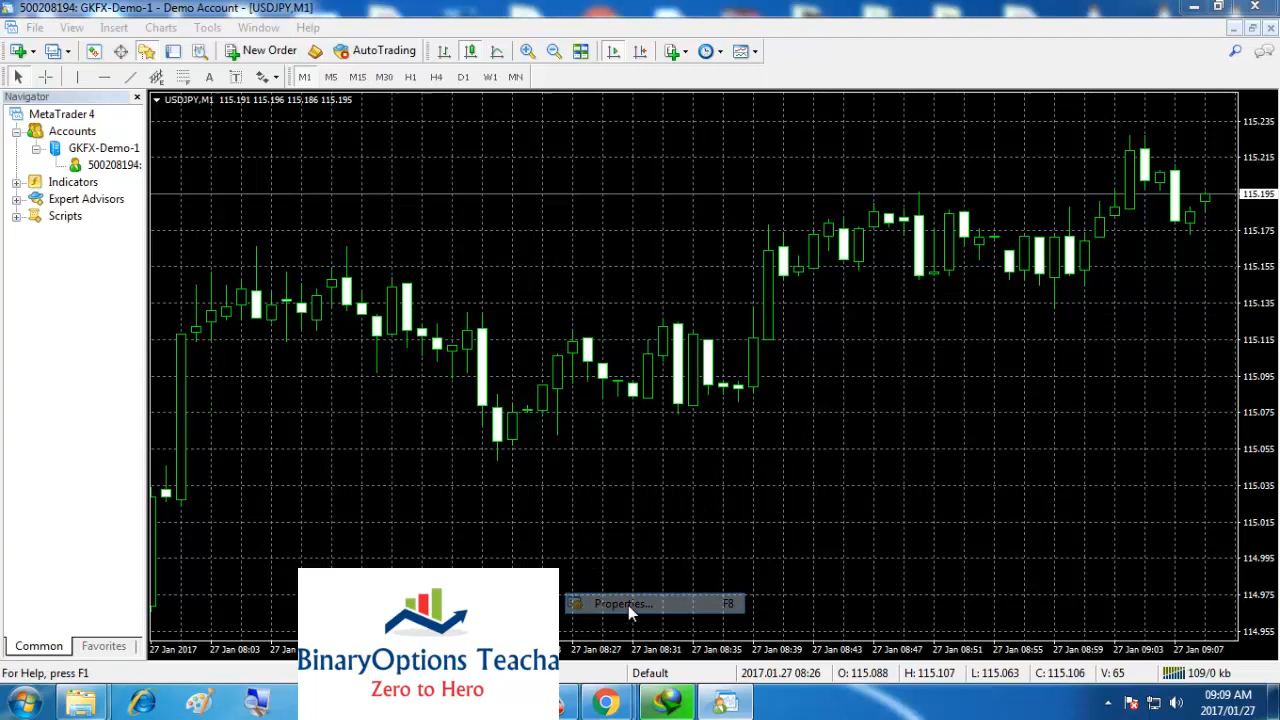 500208194: GKFX-Demo-1 - Demo Account - [USDJPY,M1]
File View Insert Charts Tools Window Help
New Order AutoTrading
A T M1 M5 M15 M30 H1 H4 D1 W1 MN
Navigator
MetaTrader 4
Accounts
GKFX-Demo-1
500208194:
Indicators
Expert Advisors
Scripts
Common Favorites
USDJPY,M1 115.191 115.196 115.186 115.195
115.235
115.215
115.195
115.175
115.155
115.135
115.115
115.095
115.075
115.055
115.035
115.015
114.995
114.975
114.955
Properties... F8
27 Jan 2017 27 Jan 08:03 27 Jan 08:27 27 Jan 08:31 27 Jan 08:35 27 Jan 08:39 27 Jan 08:43 27 Jan 08:47 27 Jan 08:51 27 Jan 08:55 27 Jan 08:59 27 Jan 09:03 27 Jan 09:07
BinaryOptions Teacha
Zero to Hero
For Help, press F1 Default 2017.01.27 08:26 O: 115.088 H: 115.107 L: 115.063 C: 115.106 V: 65 109/0 kb
09:09 AM
2017/01/27